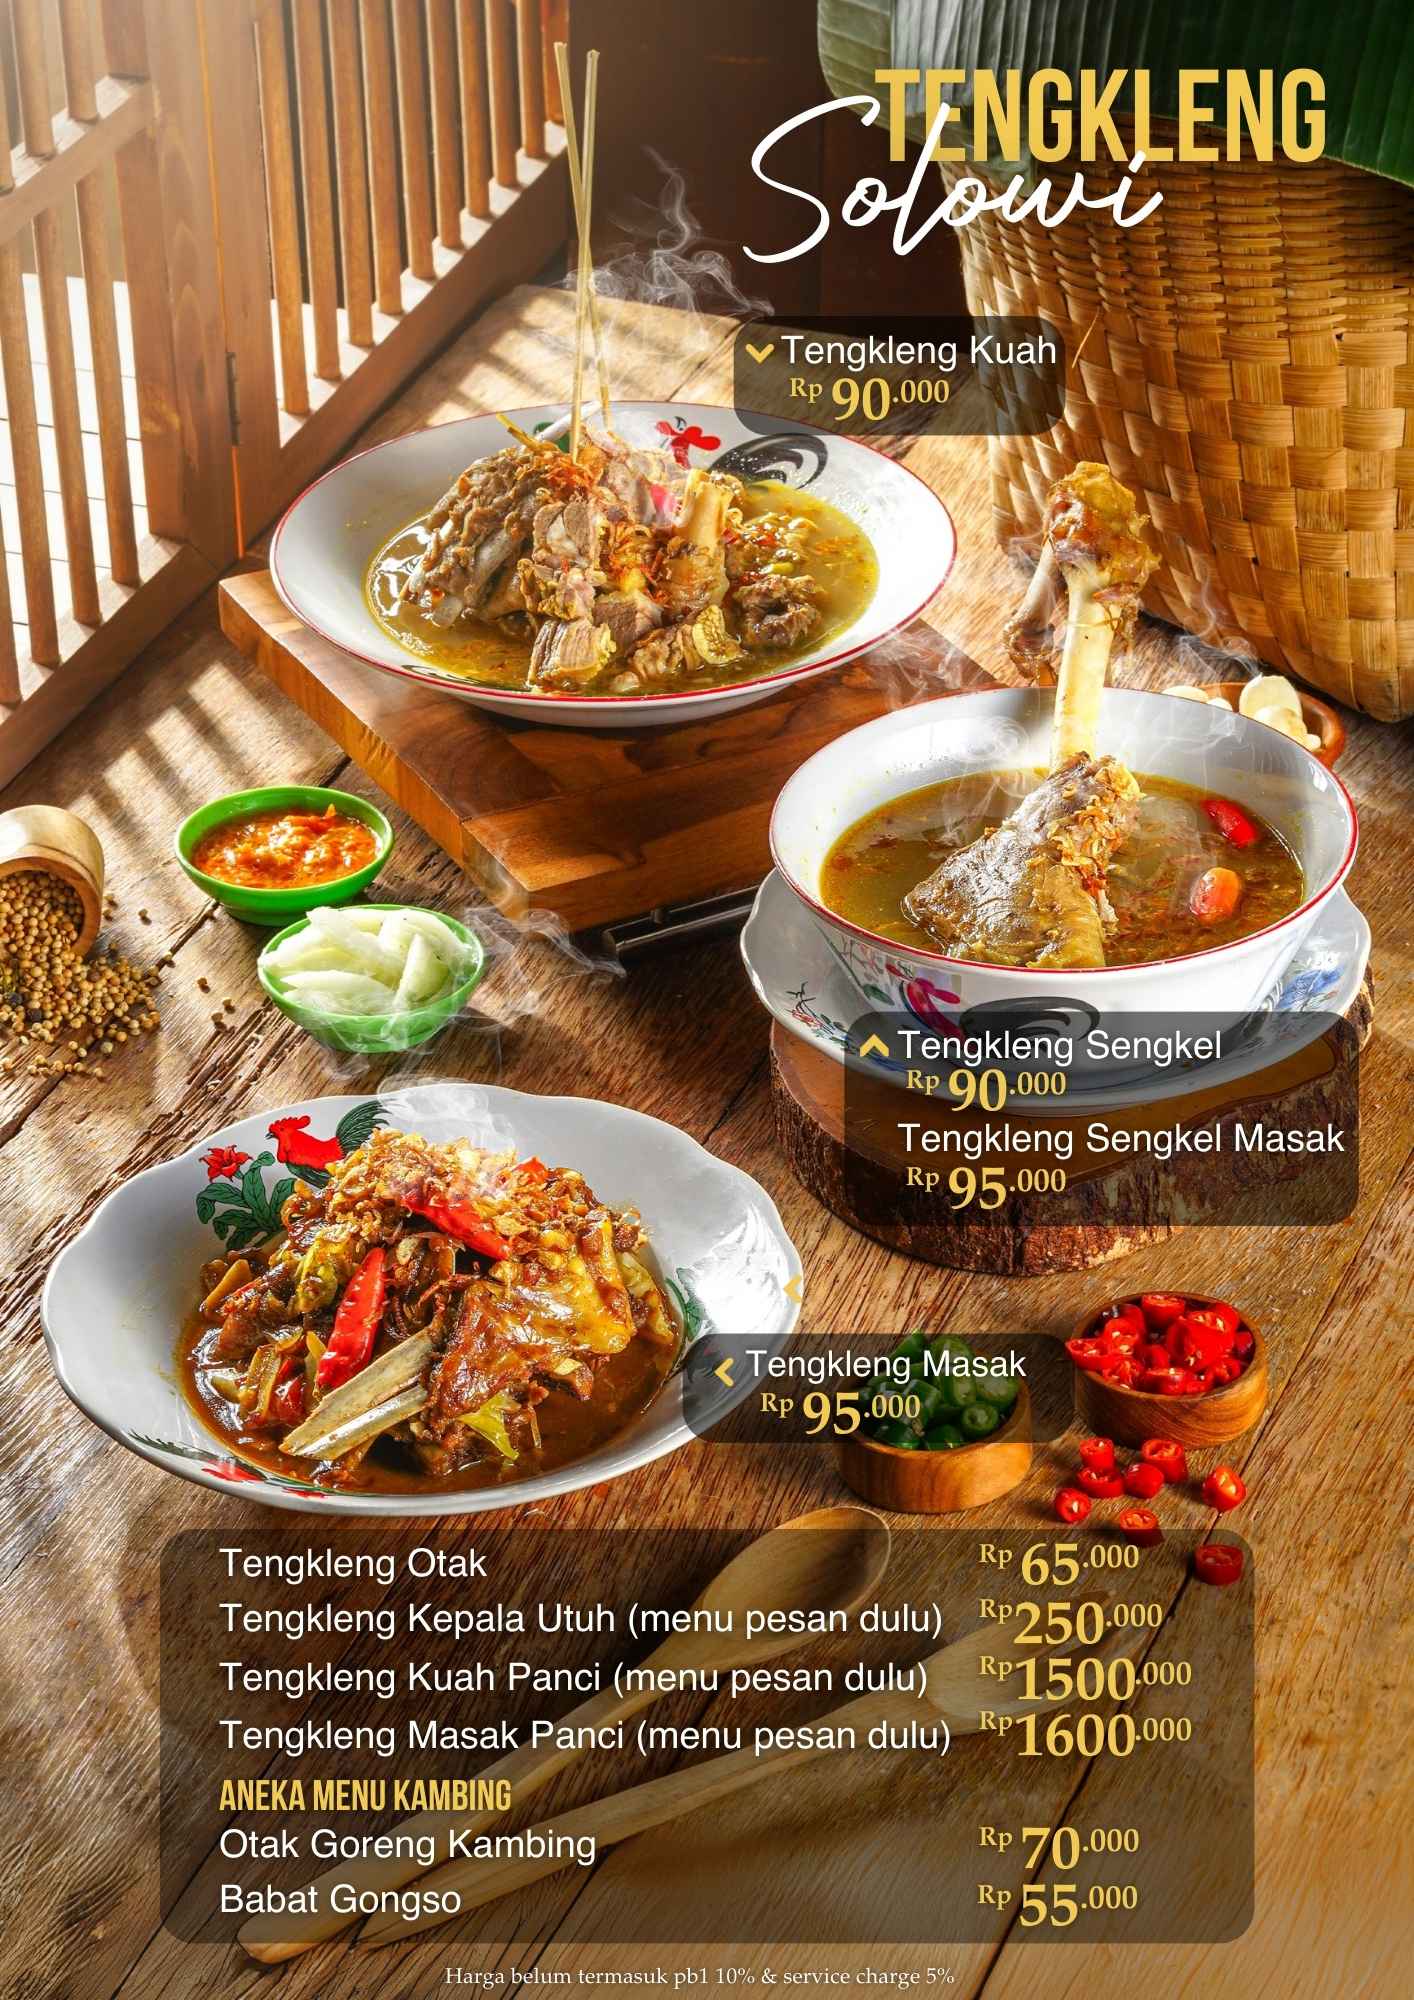 TENGKLENG
Solowi
Tengkleng Kuah
Rp 90.000
Tengkleng Sengkel
Rp 90.000
Tengkleng Sengkel Masak
Rp 95.000
Tengkleng Masak
Rp 95.000
Tengkleng Otak Rp 65.000
Tengkleng Kepala Utuh (menu pesan dulu) Rp 250.000
Tengkleng Kuah Panci (menu pesan dulu) Rp 1500.000
Tengkleng Masak Panci (menu pesan dulu) Rp 1600.000
ANEKA MENU KAMBING
Otak Goreng Kambing Rp 70.000
Babat Gongso Rp 55.000
Harga belum termasuk pb1 10% & service charge 5%